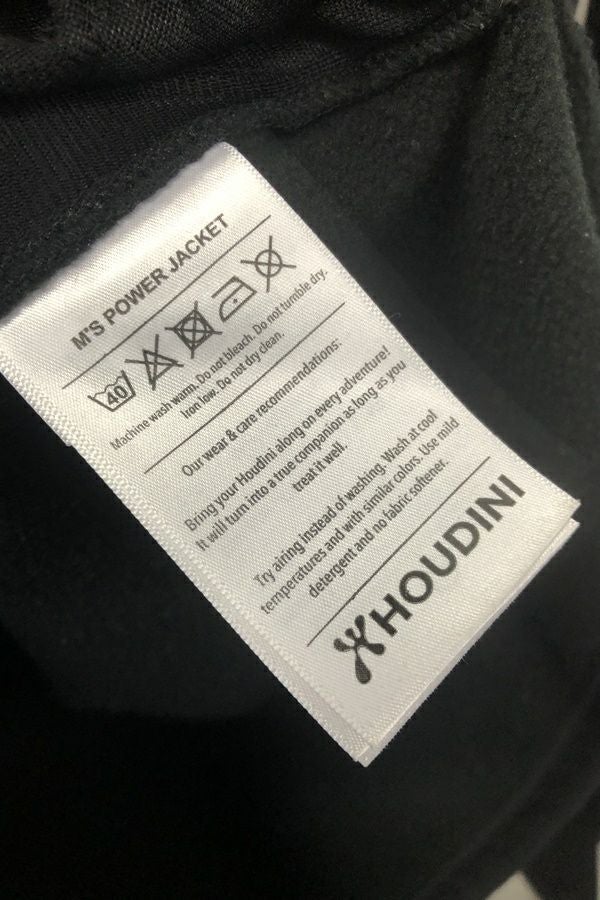 M'S POWER JACKET
40
Machine wash warm. Do not bleach. Do not tumble dry.
Iron low. Do not dry clean.
Our wear & care recommendations:
Bring your Houdini along on every adventure!
It will turn into a true companion as long as you
treat it well.
Try airing instead of washing. Wash at cool
temperatures and with similar colors. Use mild
detergent and no fabric softener.
HOUDINI